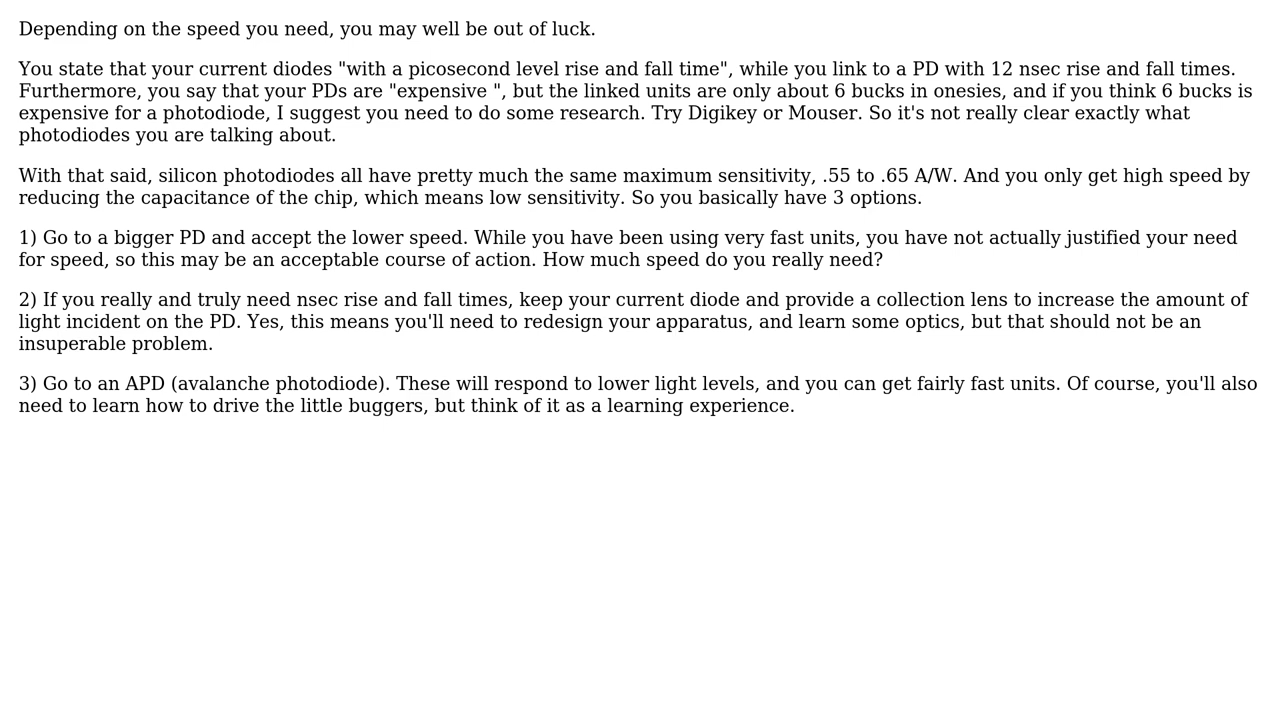 Depending on the speed you need, you may well be out of luck.
You state that your current diodes "with a picosecond level rise and fall time", while you link to a PD with 12 nsec rise and fall times.
Furthermore, you say that your PDs are "expensive ", but the linked units are only about 6 bucks in onesies, and if you think 6 bucks is
expensive for a photodiode, I suggest you need to do some research. Try Digikey or Mouser. So it's not really clear exactly what
photodiodes you are talking about.
With that said, silicon photodiodes all have pretty much the same maximum sensitivity, .55 to .65 A/W. And you only get high speed by
reducing the capacitance of the chip, which means low sensitivity. So you basically have 3 options.
1) Go to a bigger PD and accept the lower speed. While you have been using very fast units, you have not actually justified your need
for speed, so this may be an acceptable course of action. How much speed do you really need?
2) If you really and truly need nsec rise and fall times, keep your current diode and provide a collection lens to increase the amount of
light incident on the PD. Yes, this means you'll need to redesign your apparatus, and learn some optics, but that should not be an
insuperable problem.
3) Go to an APD (avalanche photodiode). These will respond to lower light levels, and you can get fairly fast units. Of course, you'll also
need to learn how to drive the little buggers, but think of it as a learning experience.